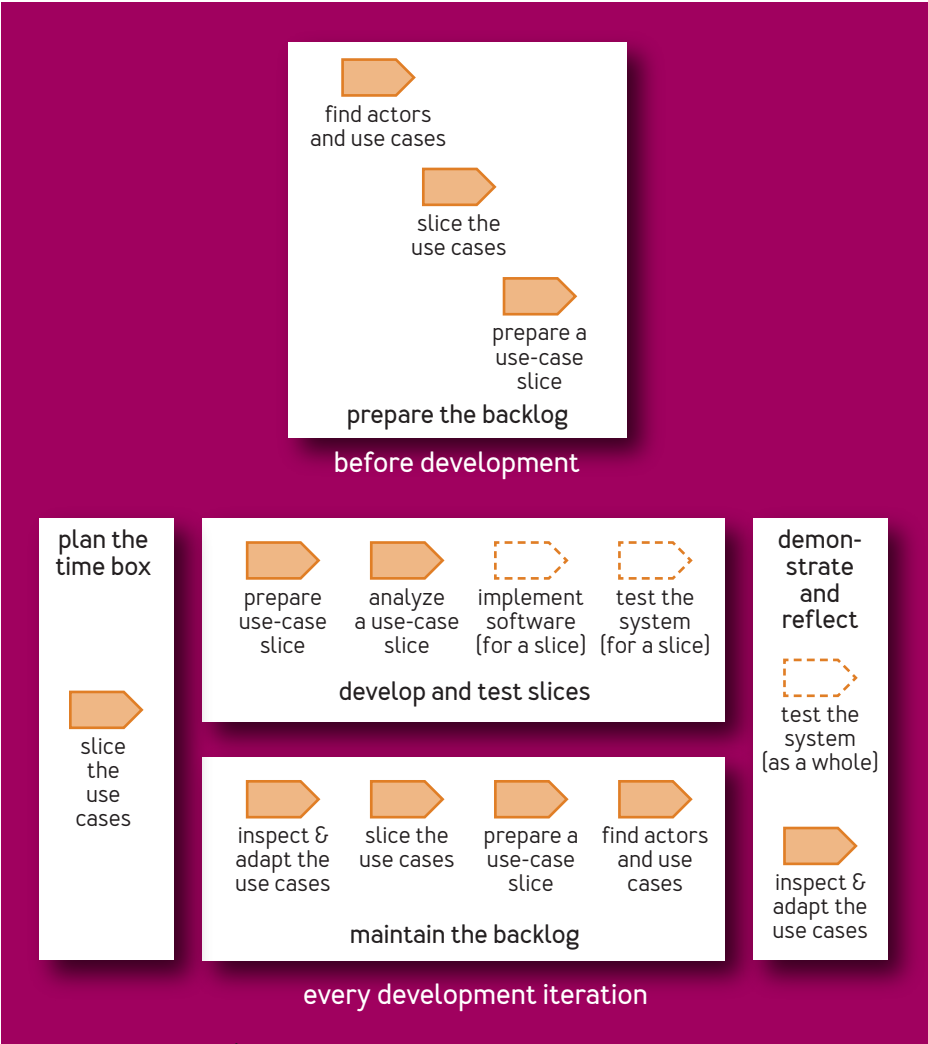 find actors
and use cases
slice the
use cases
prepare a
use-case
slice
prepare the backlog
before development
plan the
time box
slice
the
use
cases
prepare
use-case
slice
analyze
a use-case
slice
implement
software
(for a slice)
test the
system
(for a slice)
develop and test slices
inspect &
adapt the
use cases
slice the
use cases
prepare a
use-case
slice
find actors
and use
cases
maintain the backlog
demon-
strate
and
reflect
test the
system
(as a whole)
inspect &
adapt the
use cases
every development iteration